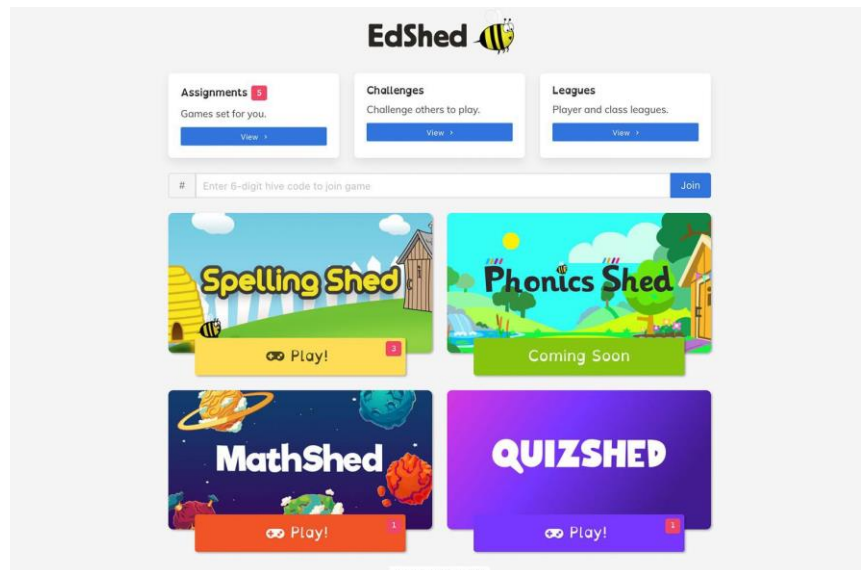 EdShed
Assignments 5
Games set for you.
View ›
Challenges
Challenge others to play.
View ›
Leagues
Player and class leagues.
View ›
# Enter 6-digit hive code to join game Join
Spelling Shed
Play! 3
Phonics Shed
Coming Soon
MathShed
Play! 1
QUIZSHED
Play! 1